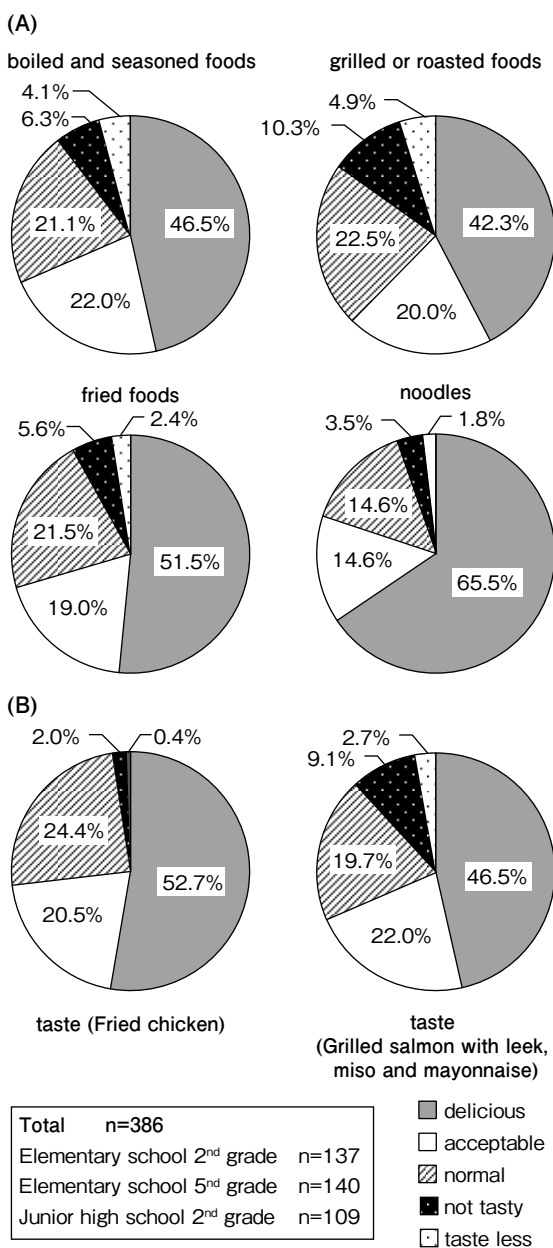 (A)
boiled and seasoned foods
4.1%
6.3%
21.1%
46.5%
22.0%
grilled or roasted foods
4.9%
10.3%
22.5%
42.3%
20.0%
fried foods
5.6%
2.4%
21.5%
51.5%
19.0%
noodles
3.5%
1.8%
14.6%
14.6%
65.5%
(B)
2.0%
0.4%
24.4%
52.7%
20.5%
taste (Fried chicken)
2.7%
9.1%
19.7%
46.5%
22.0%
taste
(Grilled salmon with leek,
miso and mayonnaise)
Total n=386
Elementary school 2nd grade n=137
Elementary school 5nd grade n=140
Junior high school 2nd grade n=109
delicious
acceptable
normal
not tasty
taste less